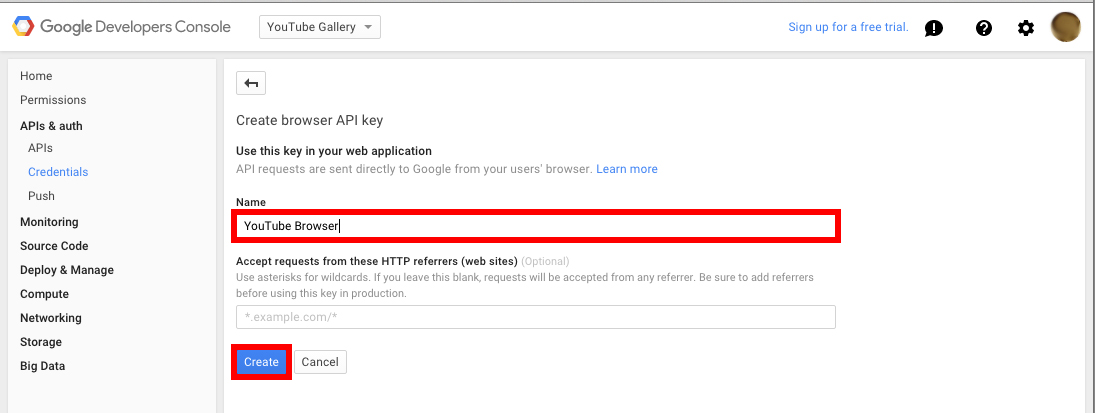 Google Developers Console
YouTube Gallery
Sign up for a free trial.
Home
Permissions
APIs & auth
APIs
Credentials
Push
Monitoring
Source Code
Deploy & Manage
Compute
Networking
Storage
Big Data
Create browser API key
Use this key in your web application
API requests are sent directly to Google from your users' browser. Learn more
Name
YouTube Browser
Accept requests from these HTTP referrers (web sites) (Optional)
Use asterisks for wildcards. If you leave this blank, requests will be accepted from any referrer. Be sure to add referrers
before using this key in production.
*.example.com/*
Create
Cancel